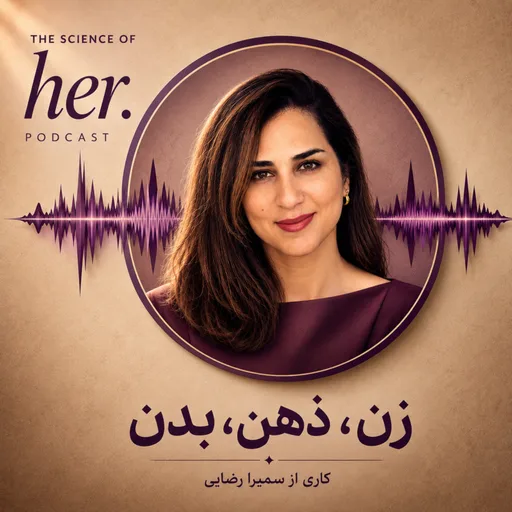 THE SCIENCE OF
her.
PODCAST
زن، ذهن، بدن
کاری از سمیرا رضایی